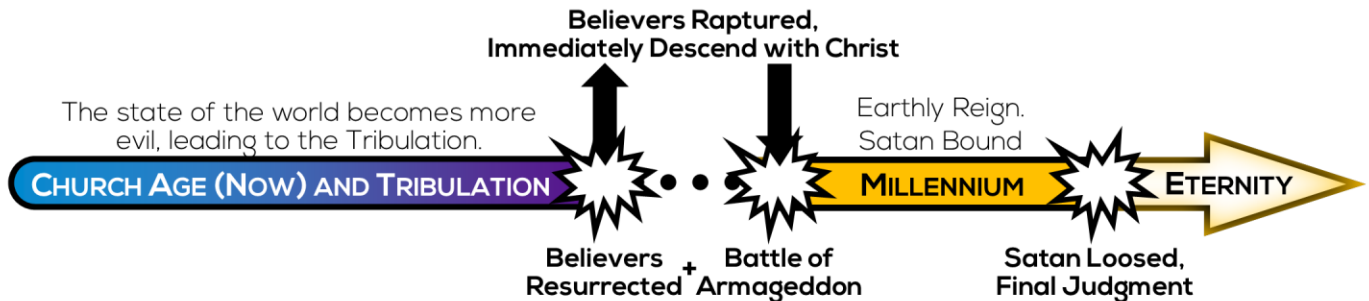 Believers Raptured,
Immediately Descend with Christ
The state of the world becomes more
evil, leading to the Tribulation.
Earthly Reign.
Satan Bound
CHURCH AGE (NOW) AND TRIBULATION
MILLENNIUM
ETERNITY
Believers
Resurrected
+
Battle of
Armageddon
Satan Loosed,
Final Judgment